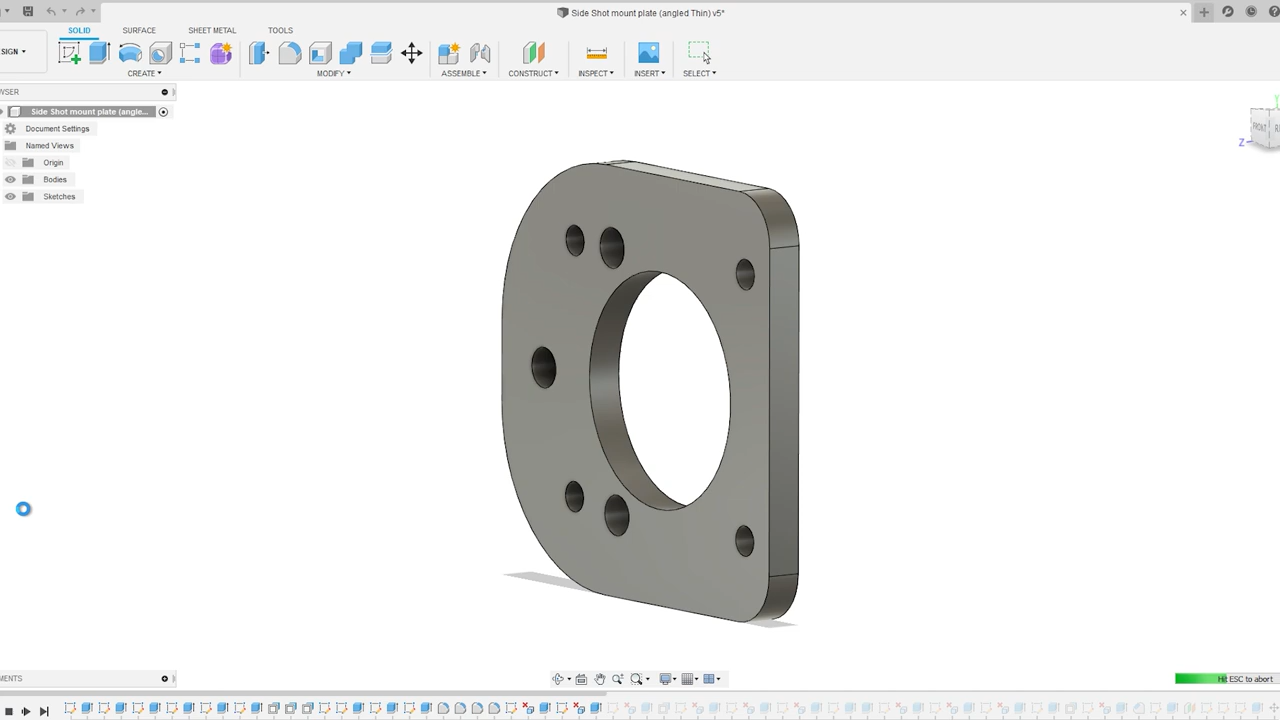 Side Shot mount plate (angled Thin) v5*
SOLID SURFACE SHEET METAL TOOLS
SIGN
CREATE MODIFY ASSEMBLE CONSTRUCT INSPECT INSERT SELECT
WSER
Side Shot mount plate (angle...
Document Settings
Named Views
Origin
Bodies
Sketches
FRONT
Z
MENTS
Hit ESC to abort